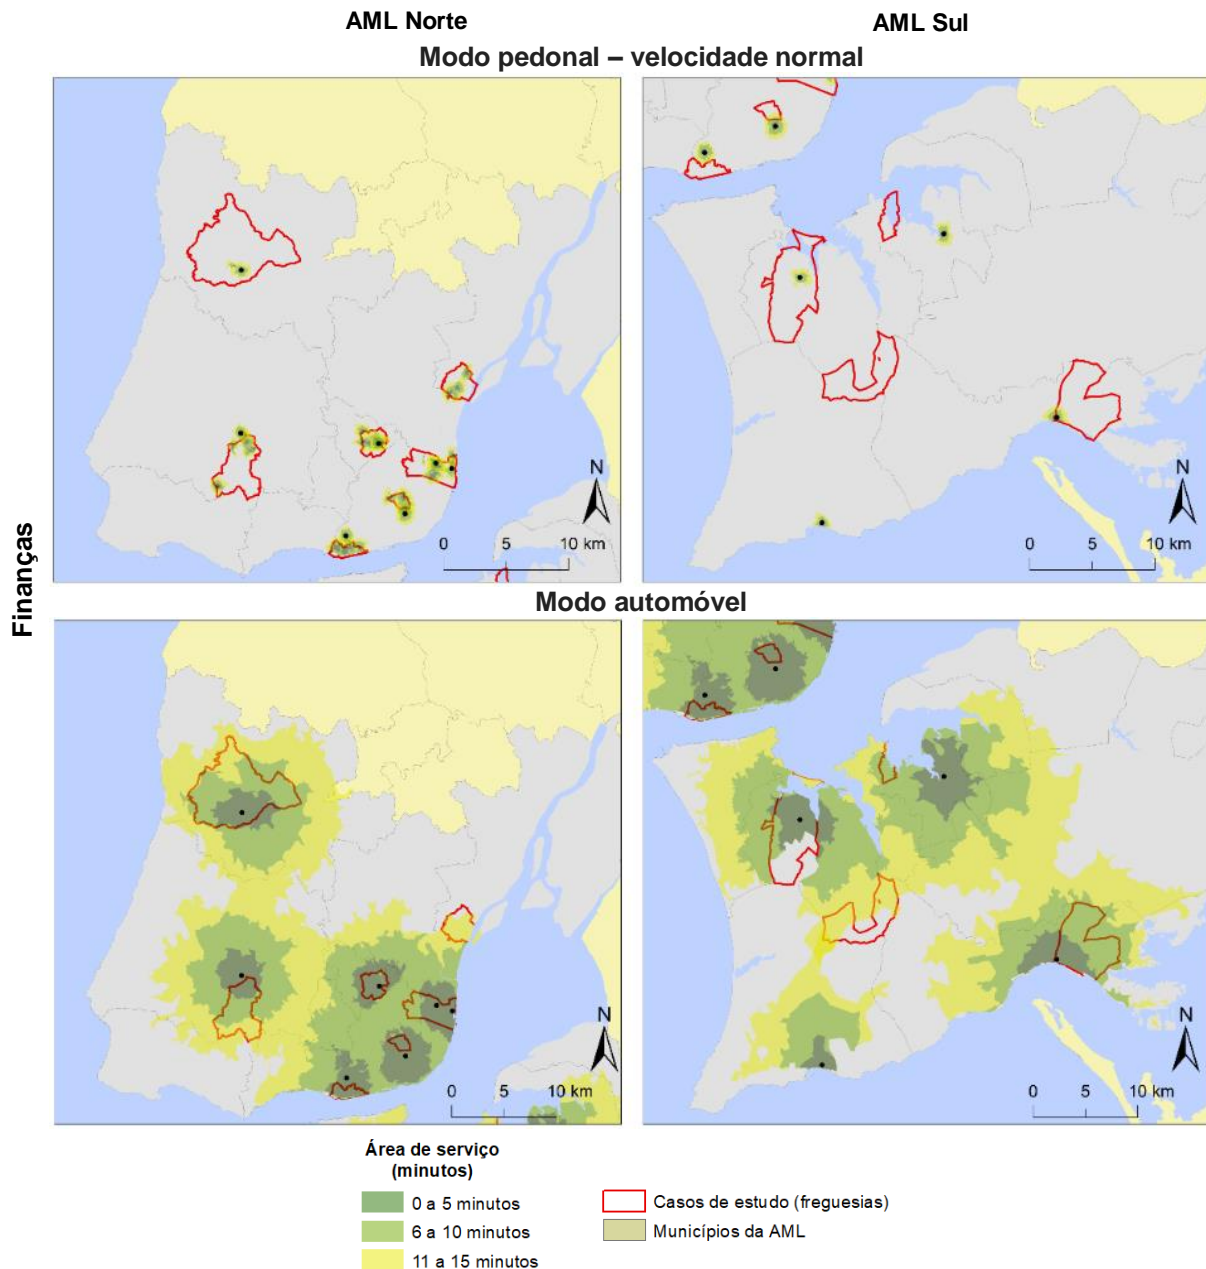 AML Norte
AML Sul
Modo pedonal – velocidade normal
N
0 5 10 km
N
0 5 10 km
Finanças
Modo automóvel
N
0 5 10 km
N
0 5 10 km
Área de serviço
(minutos)
0 a 5 minutos
6 a 10 minutos
11 a 15 minutos
Casos de estudo (freguesias)
Municípios da AML